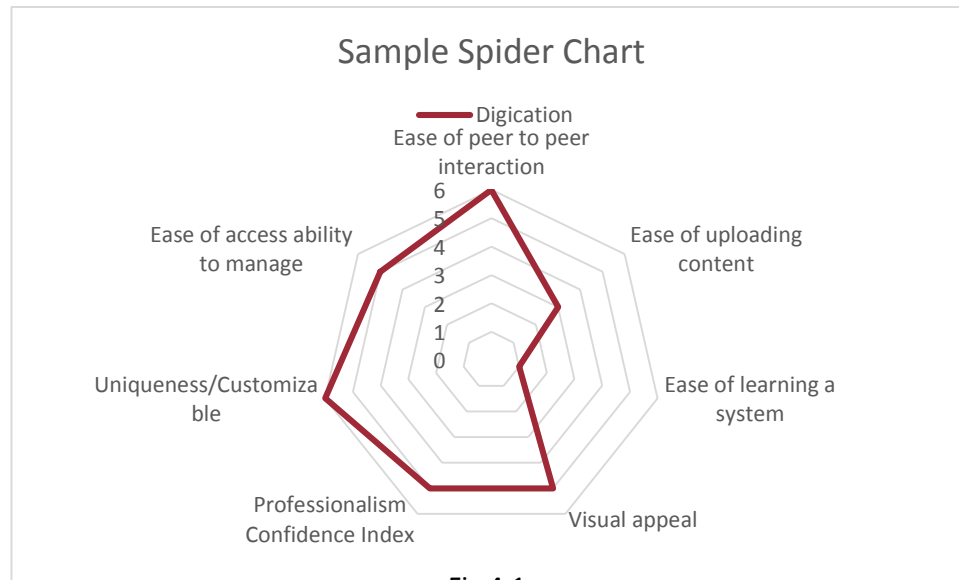 Sample Spider Chart
Digication
Ease of peer to peer
interaction
6
5
4
3
2
1
0
Ease of uploading
content
Ease of learning a
system
Visual appeal
Professionalism
Confidence Index
Uniqueness/Customiza
ble
Ease of access ability
to manage